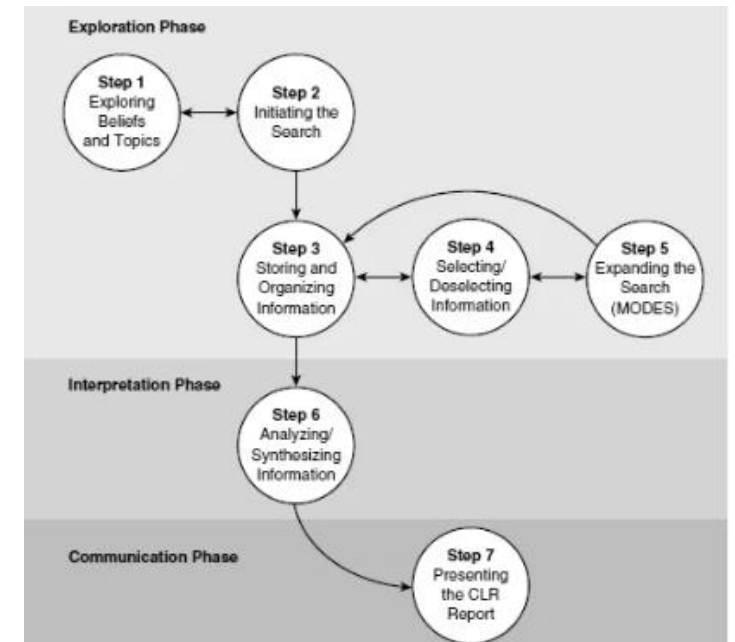 Exploration Phase
Step 1
Exploring
Beliefs
and Topics
Step 2
Initiating the
Search
Step 3
Storing and
Organizing
Information
Step 4
Selecting/
Deselecting
Information
Step 5
Expanding the
Search
(MODES)
Interpretation Phase
Step 6
Analyzing/
Synthesizing
Information
Communication Phase
Step 7
Presenting
the CLR
Report